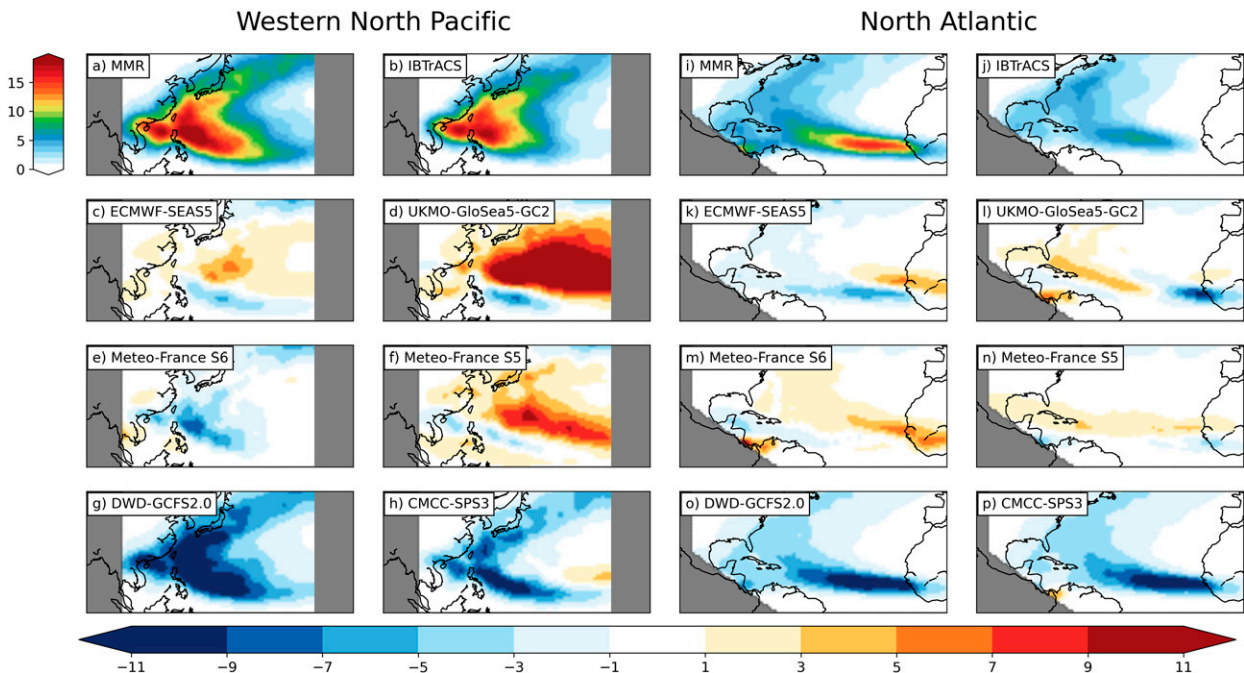 Western North Pacific
North Atlantic
15
10
5
0
a) MMR
b) IBTrACS
i) MMR
j) IBTrACS
c) ECMWF-SEAS5
d) UKMO-GloSea5-GC2
k) ECMWF-SEAS5
l) UKMO-GloSea5-GC2
e) Meteo-France S6
f) Meteo-France S5
m) Meteo-France S6
n) Meteo-France S5
g) DWD-GCFS2.0
h) CMCC-SPS3
o) DWD-GCFS2.0
p) CMCC-SPS3
−11 −9 −7 −5 −3 −1 1 3 5 7 9 11